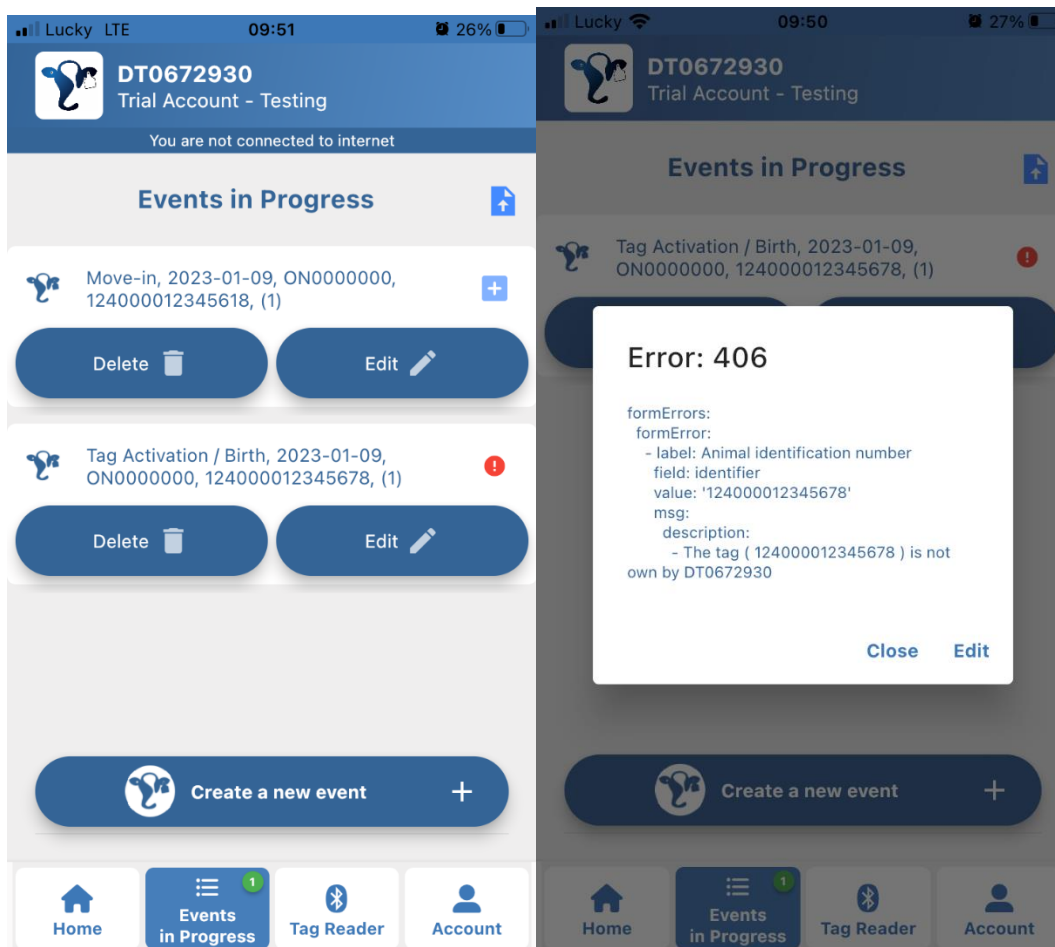 Lucky LTE 09:51 26%
DT0672930
Trial Account - Testing
You are not connected to internet
Events in Progress
Move-in, 2023-01-09, ON0000000,
124000012345618, (1)
+
Delete Edit
Tag Activation / Birth, 2023-01-09,
ON0000000, 124000012345678, (1)
!
Delete Edit
Create a new event +
1
Home Events
in Progress Tag Reader Account
Lucky 09:50 27%
DT0672930
Trial Account - Testing
Events in Progress
Tag Activation / Birth, 2023-01-09,
ON0000000, 124000012345678, (1)
!
Error: 406
formErrors:
formError:
- label: Animal identification number
field: identifier
value: '124000012345678'
msg:
description:
- The tag ( 124000012345678 ) is not
own by DT0672930
Close Edit
Create a new event +
1
Home Events
in Progress Tag Reader Account